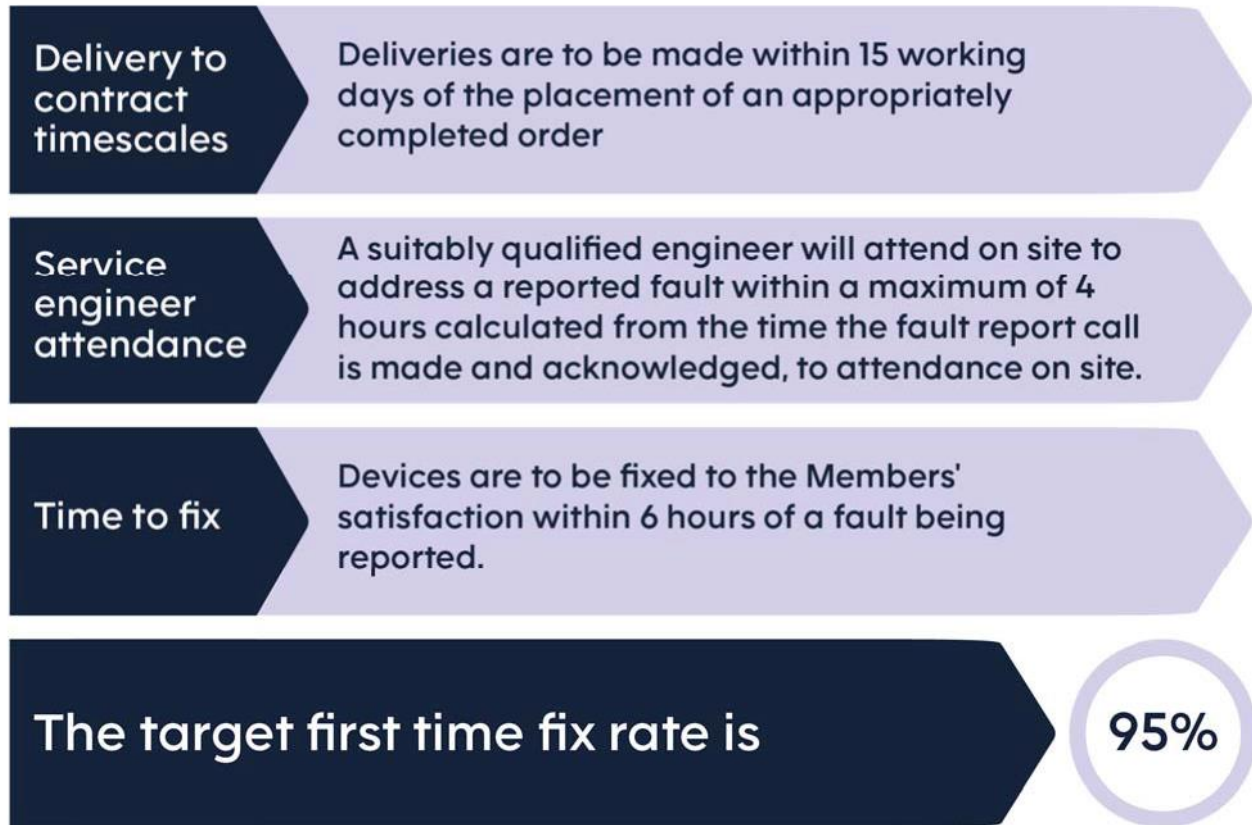 Delivery to
contract
timescales
Deliveries are to be made within 15 working
days of the placement of an appropriately
completed order
Service
engineer
attendance
A suitably qualified engineer will attend on site to
address a reported fault within a maximum of 4
hours calculated from the time the fault report call
is made and acknowledged, to attendance on site.
Time to fix
Devices are to be fixed to the Members'
satisfaction within 6 hours of a fault being
reported.
The target first time fix rate is
95%